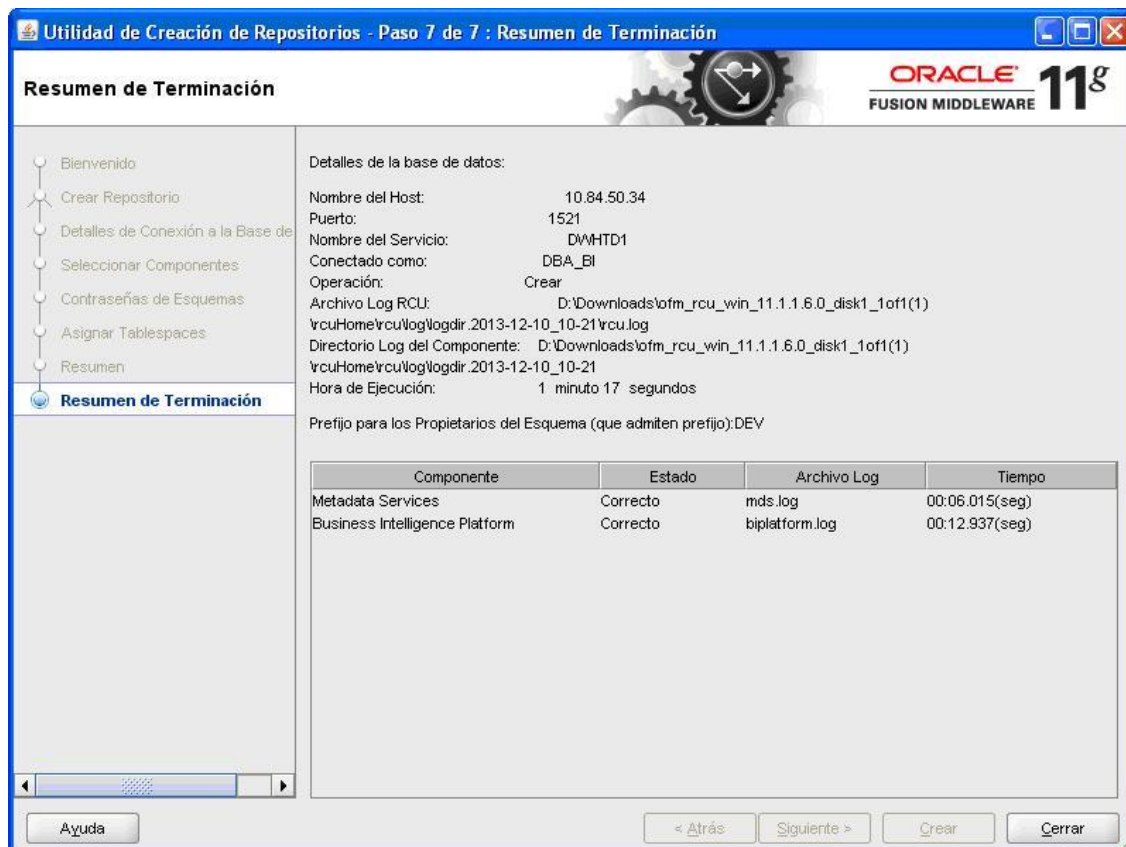 Utilidad de Creación de Repositorios - Paso 7 de 7 : Resumen de Terminación
Resumen de Terminación
ORACLE
FUSION MIDDLEWARE
11g
Bienvenido
Crear Repositorio
Detalles de Conexión a la Base de
Seleccionar Componentes
Contraseñas de Esquemas
Asignar Tablespaces
Resumen
Resumen de Terminación
Detalles de la base de datos:
Nombre del Host: 10.84.50.34
Puerto: 1521
Nombre del Servicio: DWHTD1
Conectado como: DBA_BI
Operación: Crear
Archivo Log RCU: D:\Downloads\ofm_rcu_win_11.1.1.6.0_disk1_1of1(1)
\rcuHome\rcu\log\logdir.2013-12-10_10-21\rcu.log
Directorio Log del Componente: D:\Downloads\ofm_rcu_win_11.1.1.6.0_disk1_1of1(1)
\rcuHome\rcu\log\logdir.2013-12-10_10-21
Hora de Ejecución: 1 minuto 17 segundos
Prefijo para los Propietarios del Esquema (que admiten prefijo):DEV
Componente Estado Archivo Log Tiempo
Metadata Services Correcto mds.log 00:06.015(seg)
Business Intelligence Platform Correcto biplatform.log 00:12.937(seg)
Ayuda < Atrás Siguiente > Crear Cerrar